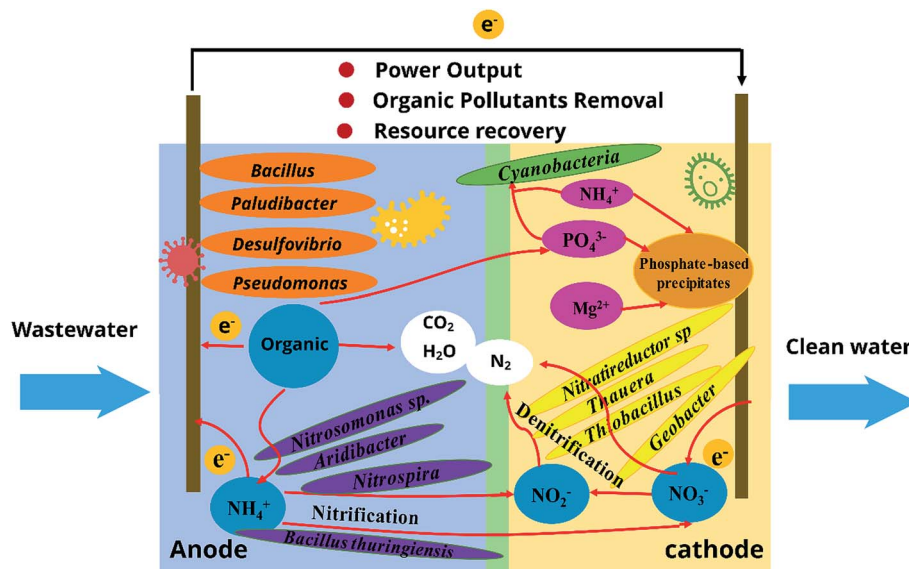 e⁻
Power Output
Organic Pollutants Removal
Resource recovery
Bacillus
Paludibacter
Desulfovibrio
Pseudomonas
Cyanobacteria
NH₄⁺
PO₄³⁻
Mg²⁺
Phosphate-based
precipitates
Wastewater
Clean water
e⁻
Organic
CO₂
H₂O
N₂
Nitratireductor sp
Thauera
Thobacillus
Geobacter
Denitrification
Nitrosomonas sp.
Aridibacter
Nitrospira
e⁻
e⁻
NH₄⁺
Nitrification
NO₂⁻
NO₃⁻
Bacillus thuringiensis
Anode
cathode